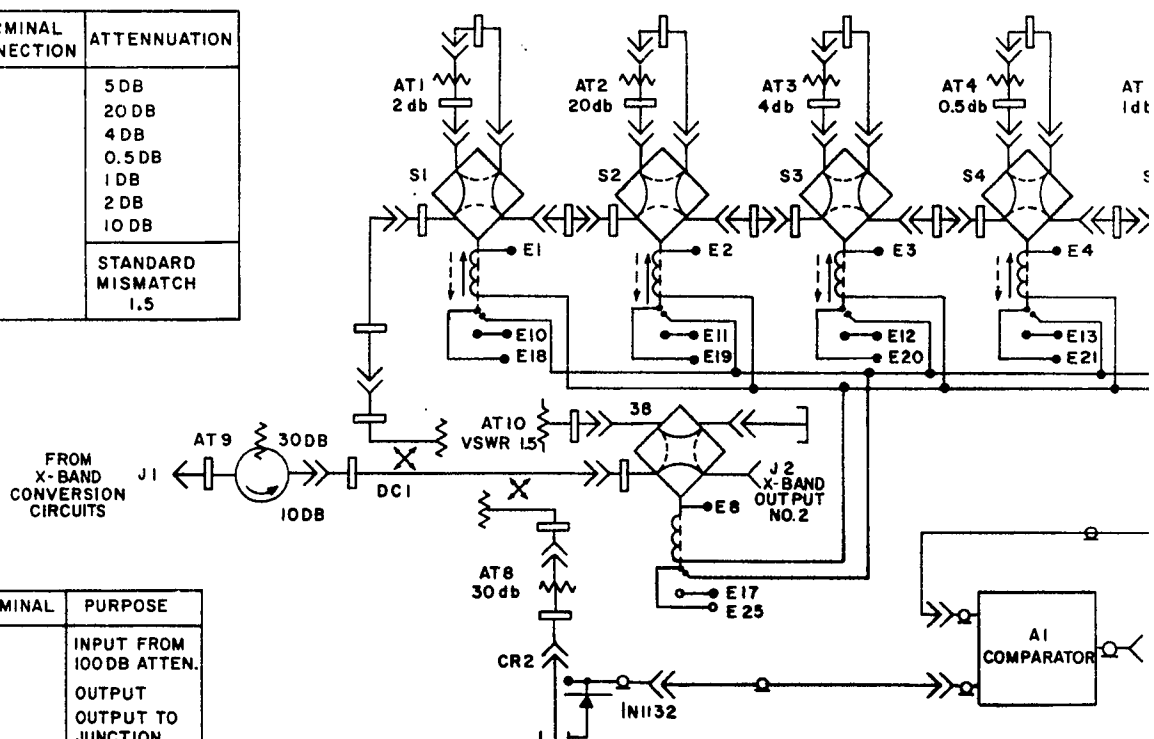 RMINAL
NECTION
ATTENNUATION
5 DB
20 DB
4 DB
0.5 DB
1 DB
2 DB
10 DB
STANDARD
MISMATCH
1.5
AT1
2 db
AT2
20db
AT3
4db
AT4
0.5db
AT
1db
S1
S2
S3
S4
S
E1
E2
E3
E4
E10
E18
E11
E19
E12
E20
E13
E21
AT9
30DB
10DB
FROM
X-BAND
CONVERSION
CIRCUITS
J1
DC1
AT10
VSWR 1.5
38
J2
X-BAND
OUTPUT
NO.2
E8
E17
E25
AT8
30db
CR2
IN1132
A1
COMPARATOR
MINAL
PURPOSE
INPUT FROM
100DB ATTEN.
OUTPUT
OUTPUT TO
JUNCTION